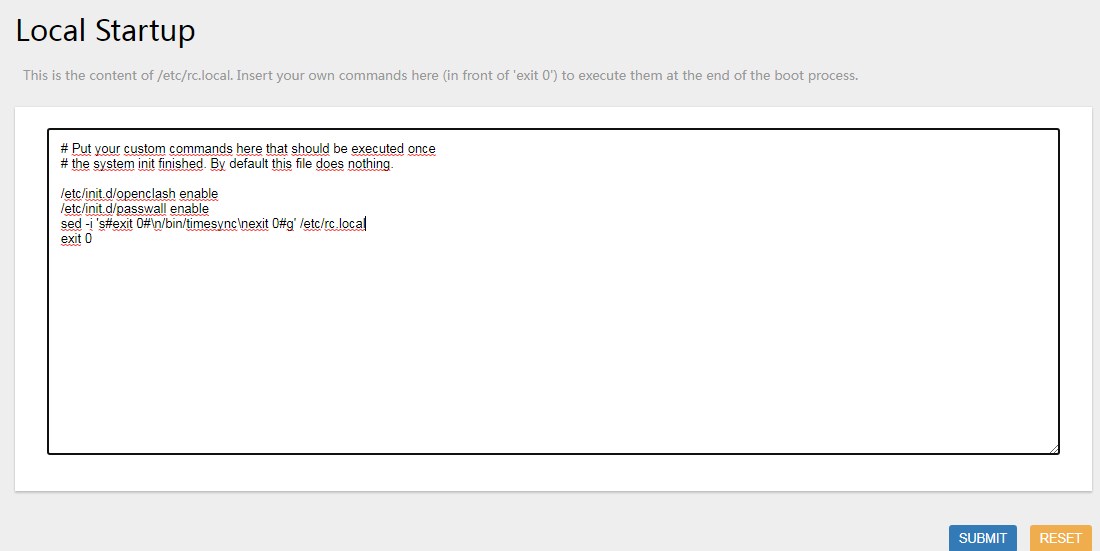 Local Startup
This is the content of /etc/rc.local. Insert your own commands here (in front of 'exit 0') to execute them at the end of the boot process.
# Put your custom commands here that should be executed once
# the system init finished. By default this file does nothing.
/etc/init.d/openclash enable
/etc/init.d/passwall enable
sed -i 's#exit 0#\n/bin/timesync\nexit 0#g' /etc/rc.local
exit 0
SUBMIT
RESET